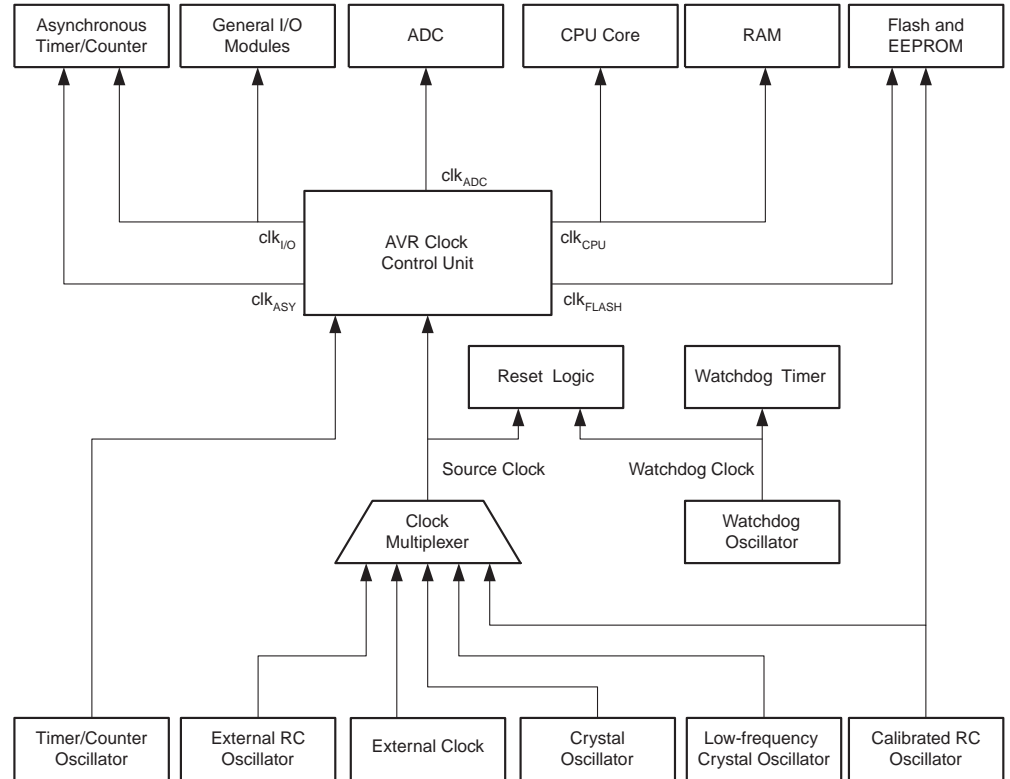 Asynchronous
Timer/Counter
General I/O
Modules
ADC
CPU Core
RAM
Flash and
EEPROM
clkADC
clkI/O
AVR Clock
Control Unit
clkCPU
clkASY
clkFLASH
Reset Logic
Watchdog Timer
Source Clock
Watchdog Clock
Clock
Multiplexer
Watchdog
Oscillator
Timer/Counter
Oscillator
External RC
Oscillator
External Clock
Crystal
Oscillator
Low-frequency
Crystal Oscillator
Calibrated RC
Oscillator